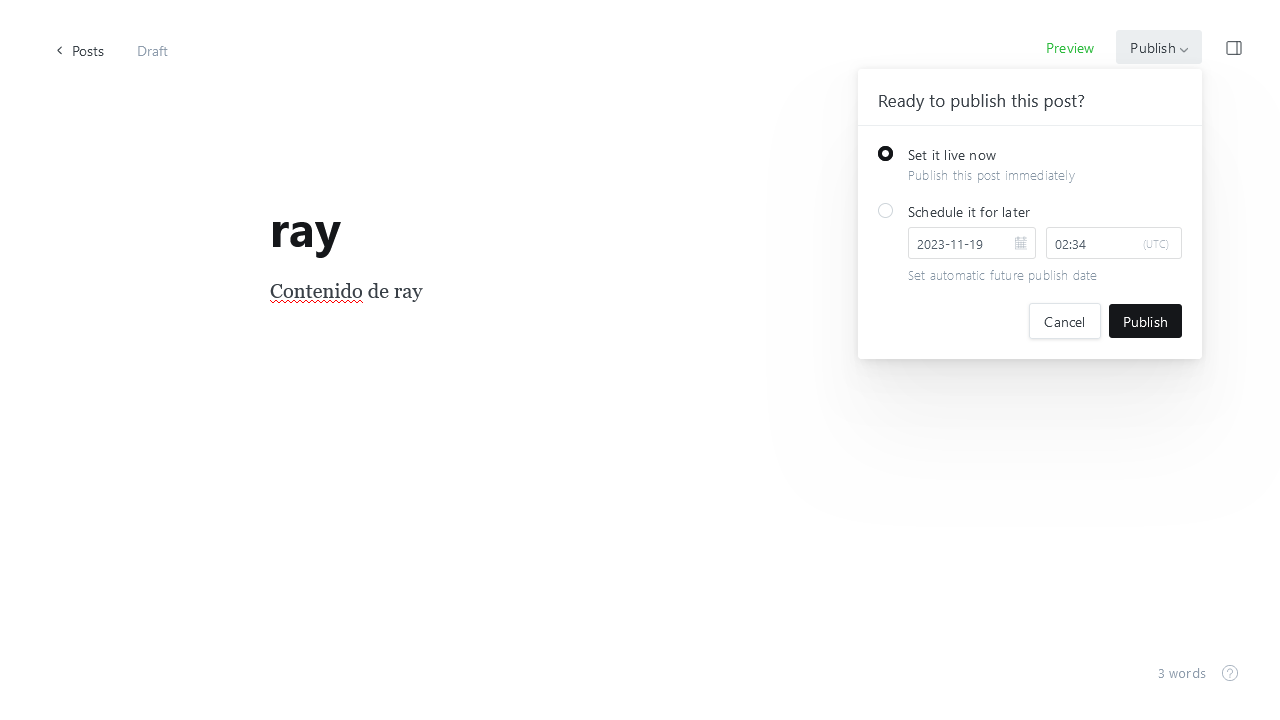 Posts
Draft
Preview
Publish
Ready to publish this post?
Set it live now
Publish this post immediately
Schedule it for later
2023-11-19
02:34
(UTC)
Set automatic future publish date
Cancel
Publish
ray
Contenido de ray
3 words